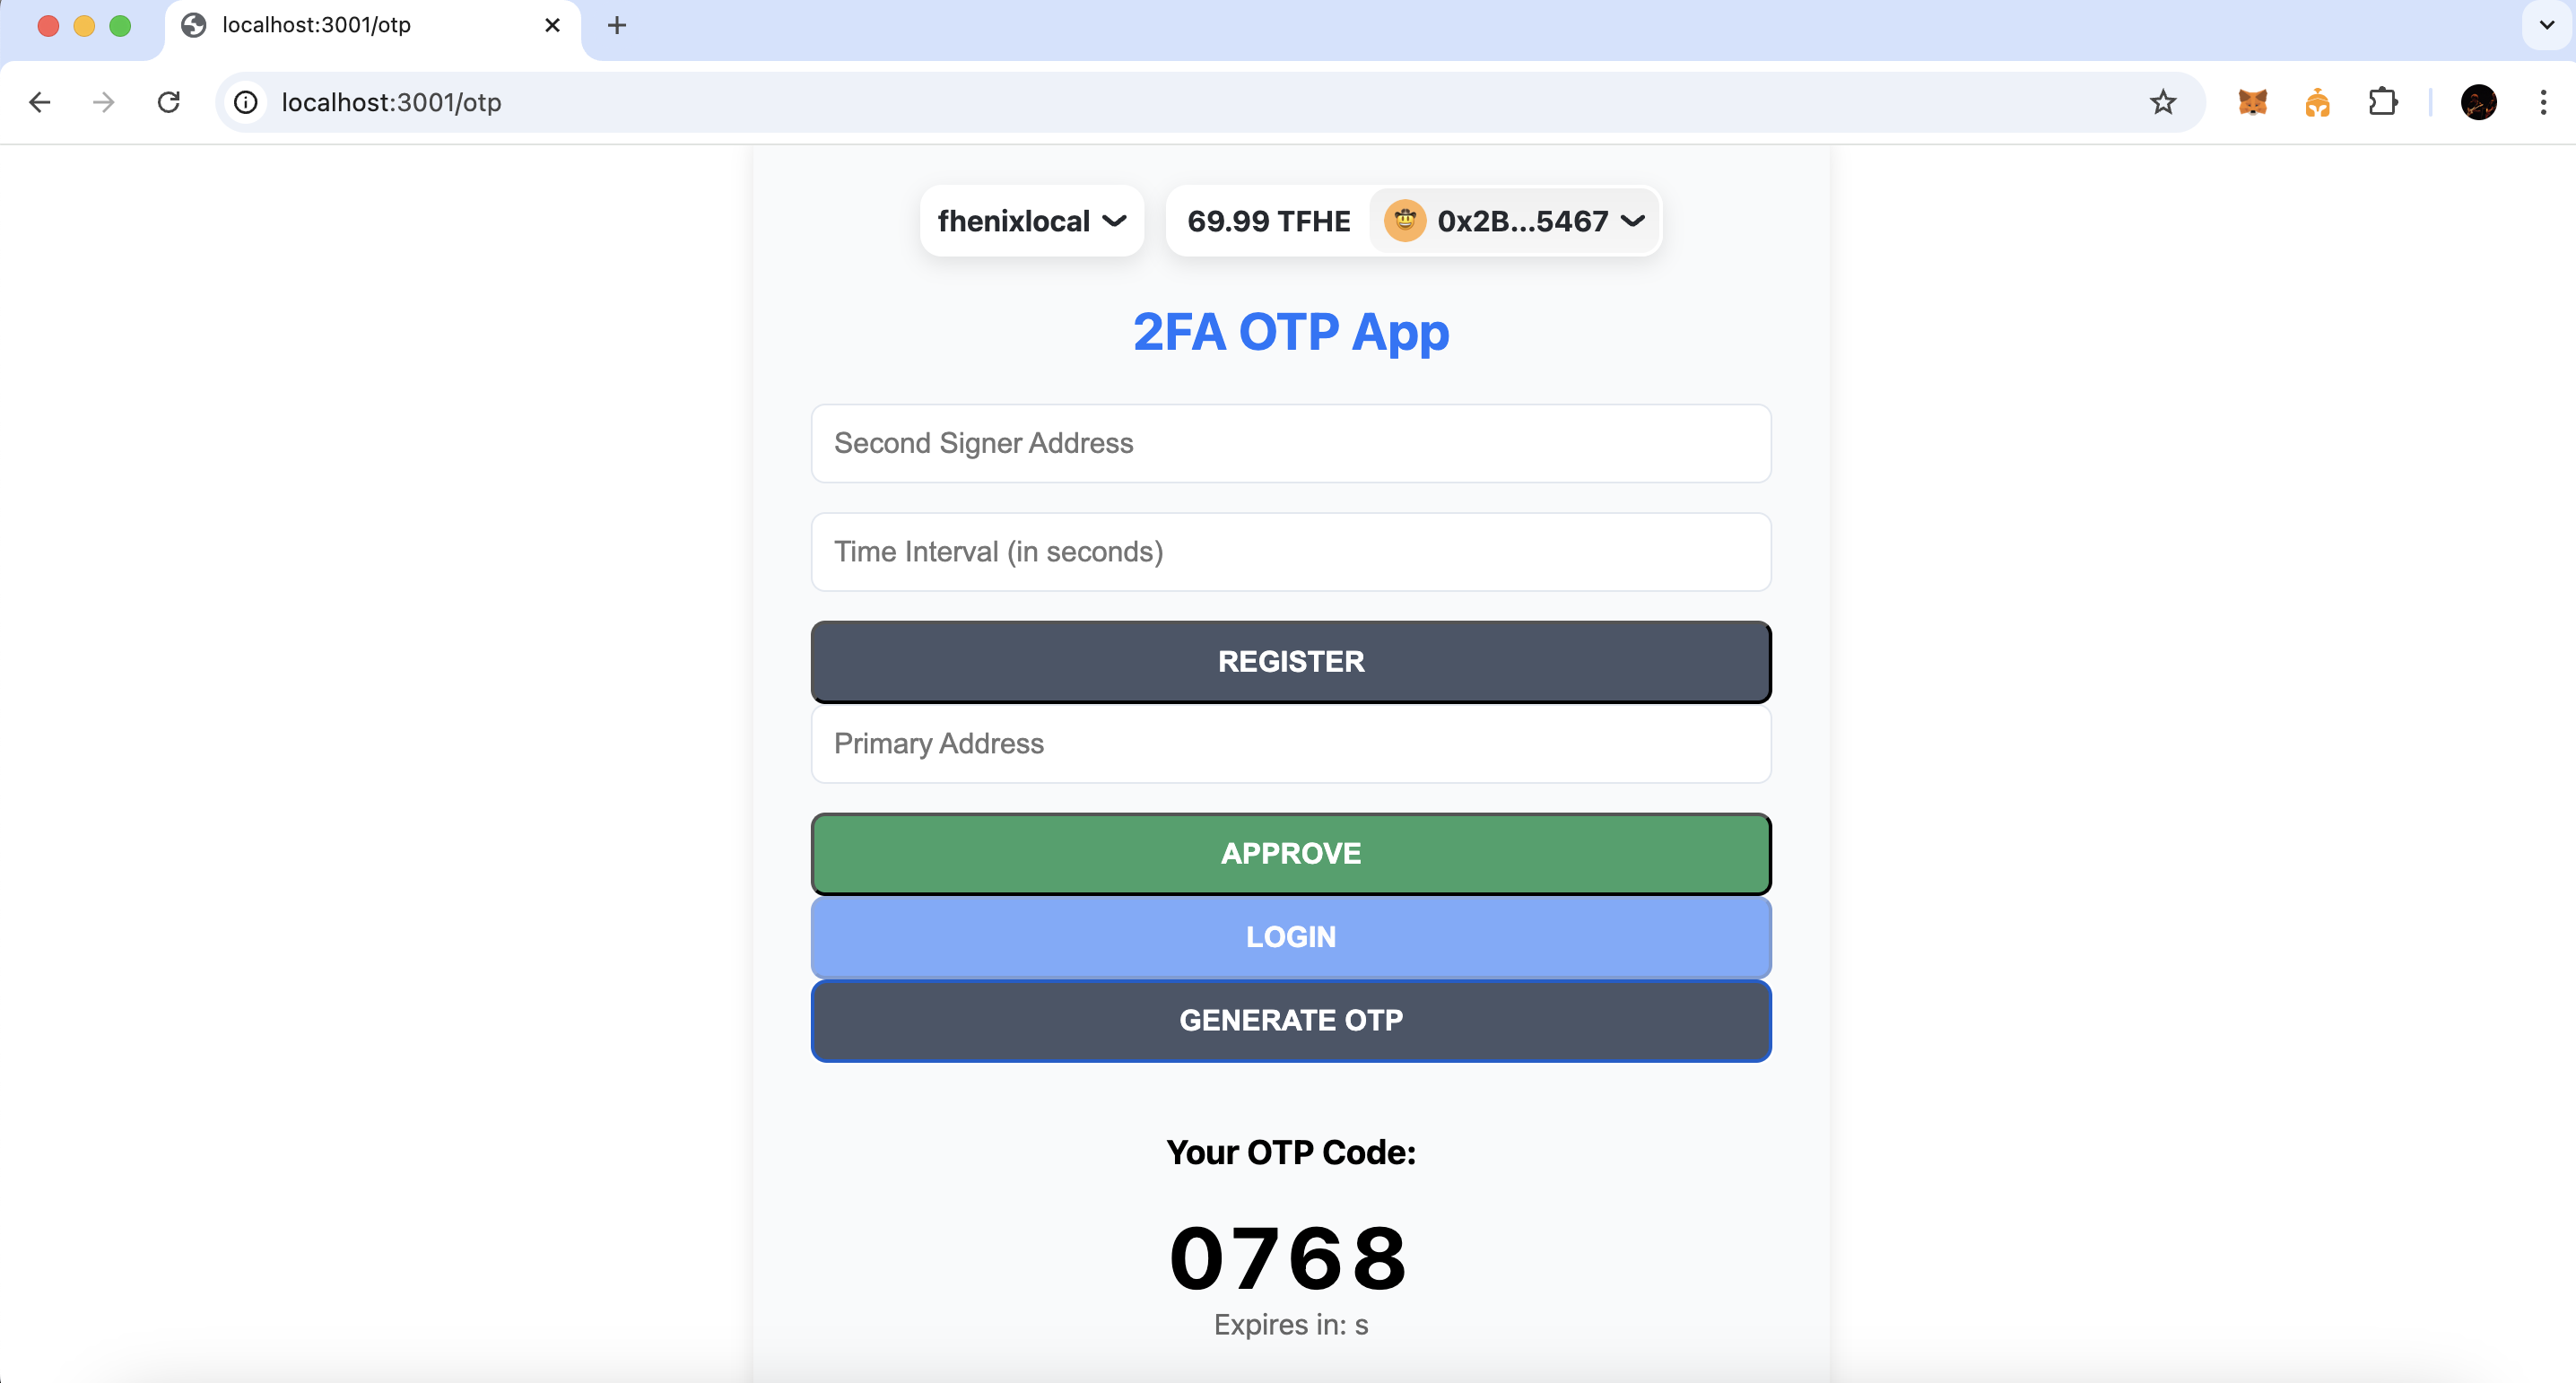 localhost:3001/otp
localhost:3001/otp
fhenixlocal 69.99 TFHE 0x2B...5467
2FA OTP App
Second Signer Address
Time Interval (in seconds)
REGISTER
Primary Address
APPROVE
LOGIN
GENERATE OTP
Your OTP Code:
0768
Expires in: s